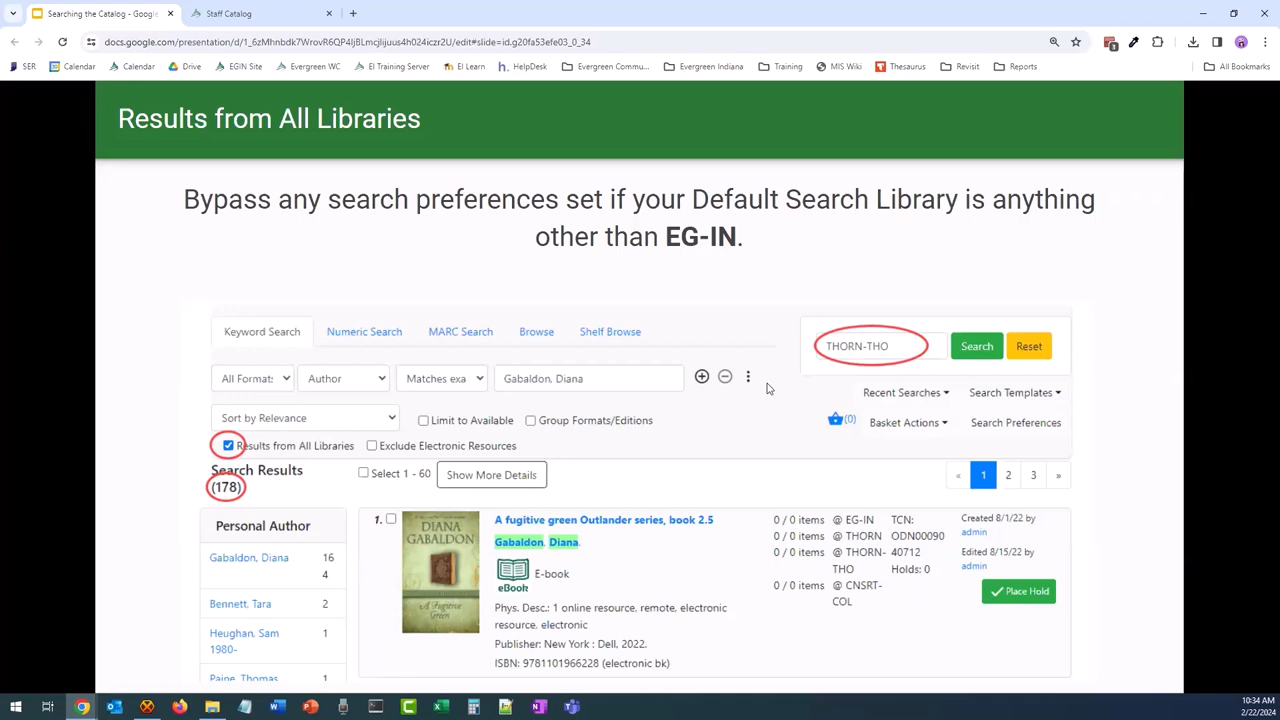 Searching the Catalog - Google
Staff Catalog
docs.google.com/presentation/d/1_6zMhnbdk7WrovR6QP4IjBLmcjlijuus4h024iczr2U/edit#slide=id.g20fa53efe03_0_34
SER
Calendar
Calendar
Drive
EGIN Site
Evergreen WC
EI Training Server
EI Learn
HelpDesk
Evergreen Commu...
Evergreen Indiana
Training
MIS Wiki
Thesaurus
Revisit
Reports
All Bookmarks
Results from All Libraries
Bypass any search preferences set if your Default Search Library is anything
other than EG-IN.
Keyword Search
Numeric Search
MARC Search
Browse
Shelf Browse
THORN-THO
Search
Reset
All Formats
Author
Matches exa
Gabaldon, Diana
Recent Searches
Search Templates
Sort by Relevance
Limit to Available
Group Formats/Editions
(0)
Basket Actions
Search Preferences
Results from All Libraries
Exclude Electronic Resources
Search Results
(178)
Select 1 - 60
Show More Details
«
1
2
3
»
Personal Author
Gabaldon, Diana 16
4
Bennett, Tara 2
Heughan, Sam 1
1980-
Paine, Thomas 1
1.
DIANA
GABALDON
A Fugitive
Green
A fugitive green Outlander series, book 2.5
Gabaldon, Diana.
eBook
E-book
Phys. Desc.: 1 online resource, remote, electronic
resource, electronic
Publisher: New York : Dell, 2022.
ISBN: 9781101966228 (electronic bk)
0 / 0 items @ EG-IN
0 / 0 items @ THORN
0 / 0 items @ THORN-
THO
0 / 0 items @ CNSRT-
COL
TCN:
ODN00090
40712
Holds: 0
Created 8/1/22 by
admin
Edited 8/15/22 by
admin
Place Hold
10:34 AM
2/22/2024